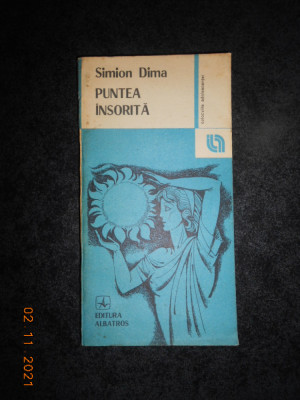 Simion Dima
PUNTEA
ÎNSORITĂ
EDITURA
ALBATROS
02.11.2021